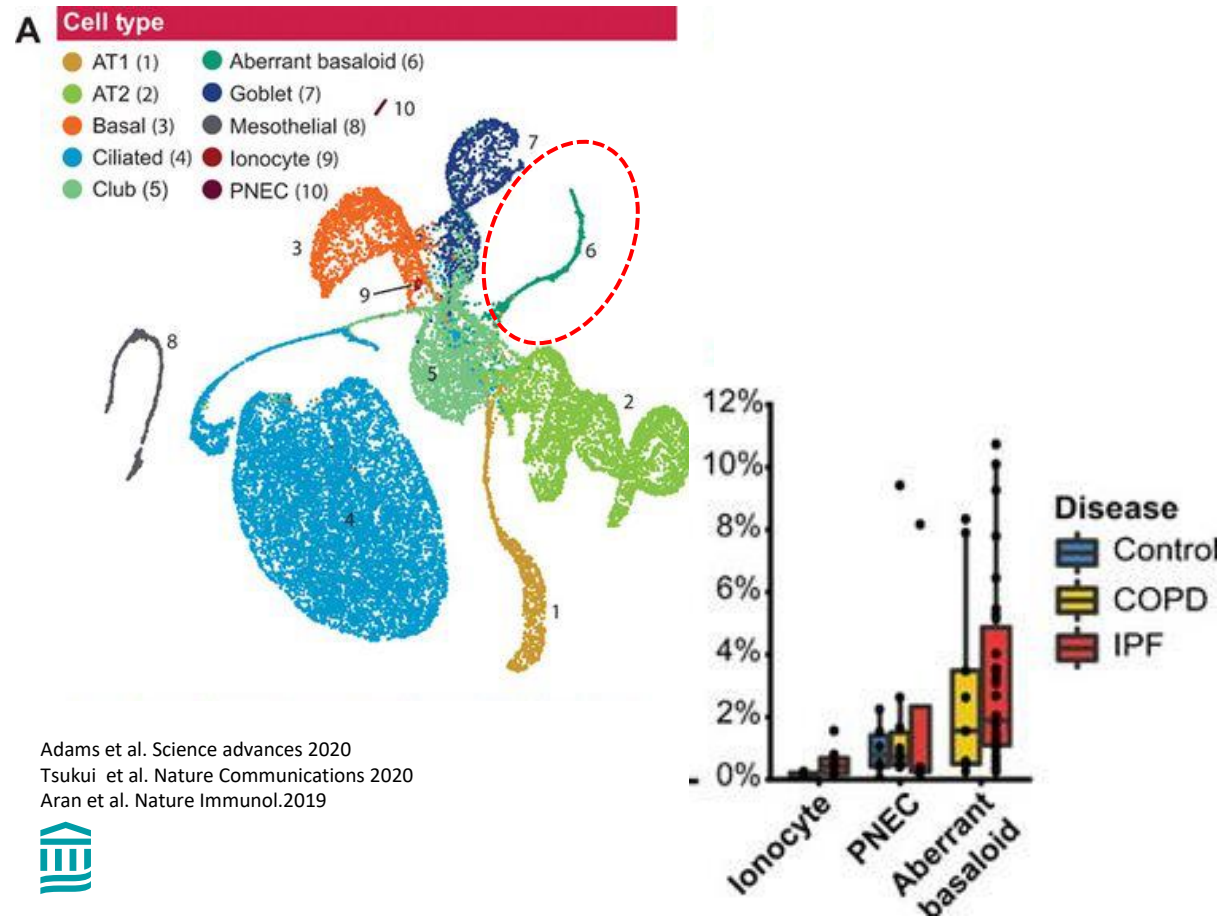 A
Cell type
AT1 (1)
AT2 (2)
Basal (3)
Ciliated (4)
Club (5)
Aberrant basaloid (6)
Goblet (7)
Mesothelial (8)
Ionocyte (9)
PNEC (10)
10
7
3
6
9
8
5
2
4
1
12%
10%
8%
6%
4%
2%
0%
Ionocyte
PNEC
Aberrant
basaloid
Disease
Control
COPD
IPF
Adams et al. Science advances 2020
Tsukui  et al. Nature Communications 2020
Aran et al. Nature Immunol.2019